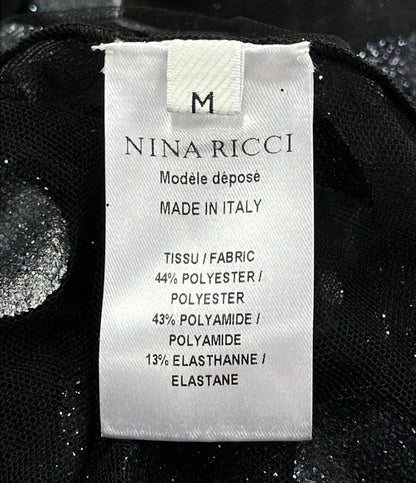 M
NINA RICCI
Modèle déposé
MADE IN ITALY
TISSU / FABRIC
44% POLYESTER /
POLYESTER
43% POLYAMIDE /
POLYAMIDE
13% ELASTHANNE /
ELASTANE